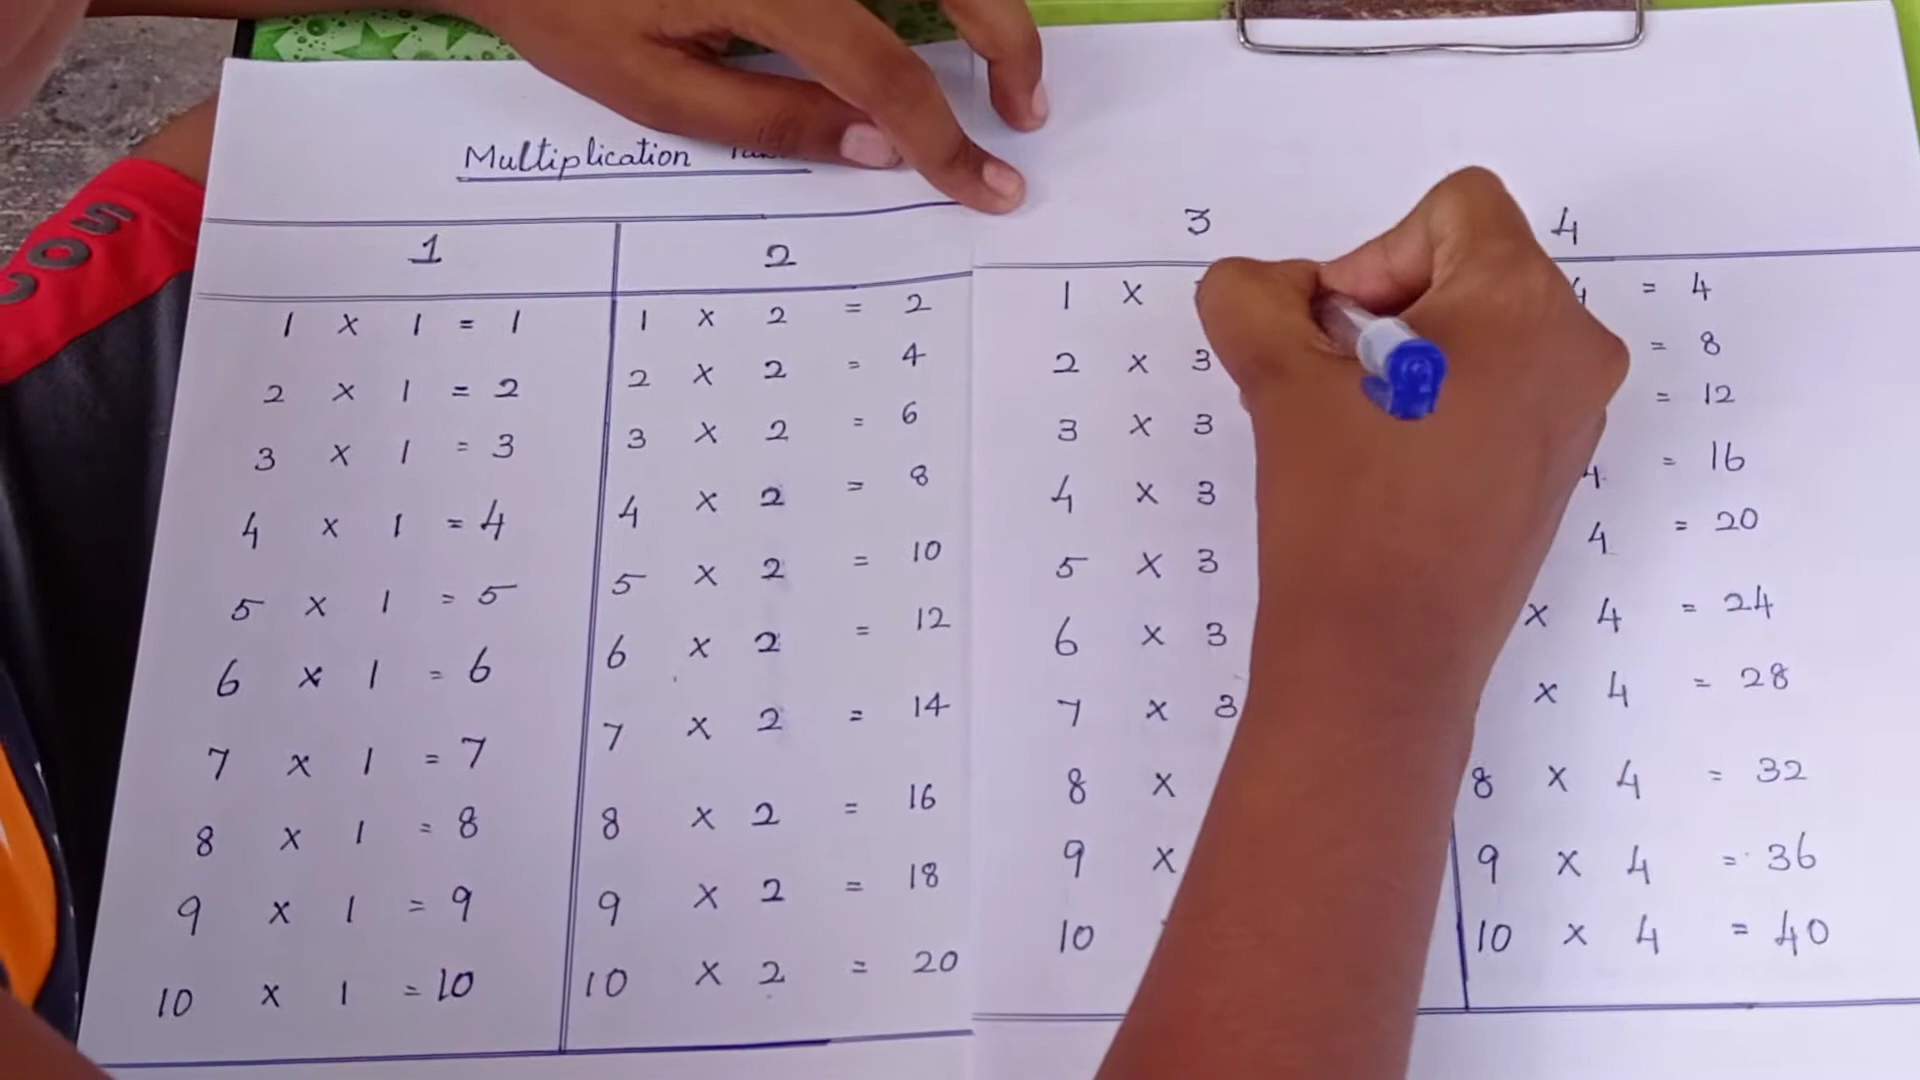 Multiplication
1 2
1 x 1 = 1 1 x 2 = 2
2 x 1 = 2 2 x 2 = 4
3 x 1 = 3 3 x 2 = 6
4 x 1 = 4 4 x 2 = 8
5 x 1 = 5 5 x 2 = 10
6 x 1 = 6 6 x 2 = 12
7 x 1 = 7 7 x 2 = 14
8 x 1 = 8 8 x 2 = 16
9 x 1 = 9 9 x 2 = 18
10 x 1 = 10 10 x 2 = 20
3 4
1 x 4 = 4
2 x 3 = 8
3 x 3 = 12
4 x 3 4 = 16
5 x 3 4 = 20
6 x 3 x 4 = 24
7 x 3 x 4 = 28
8 x 8 x 4 = 32
9 x 9 x 4 = 36
10 10 x 4 = 40